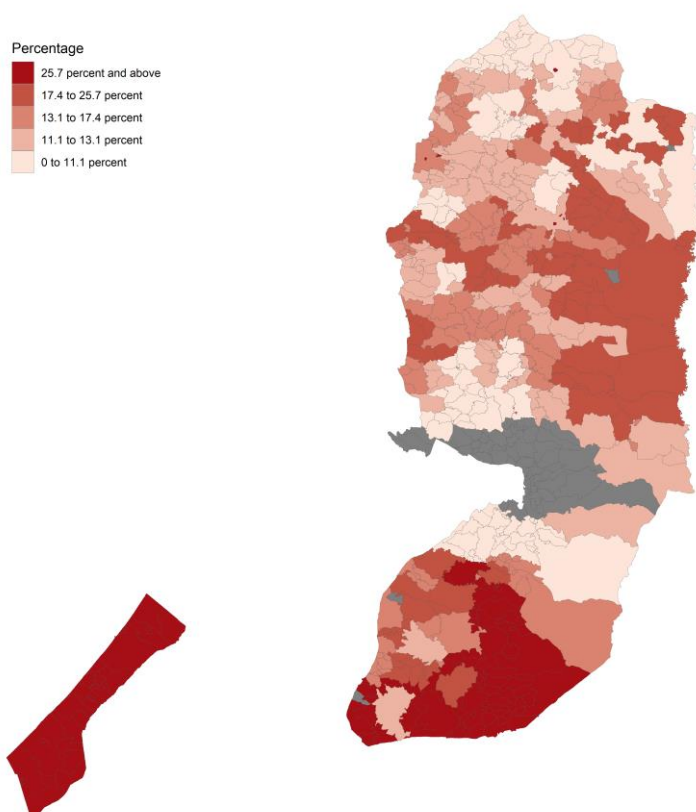 Percentage
25.7 percent and above
17.4 to 25.7 percent
13.1 to 17.4 percent
11.1 to 13.1 percent
0 to 11.1 percent